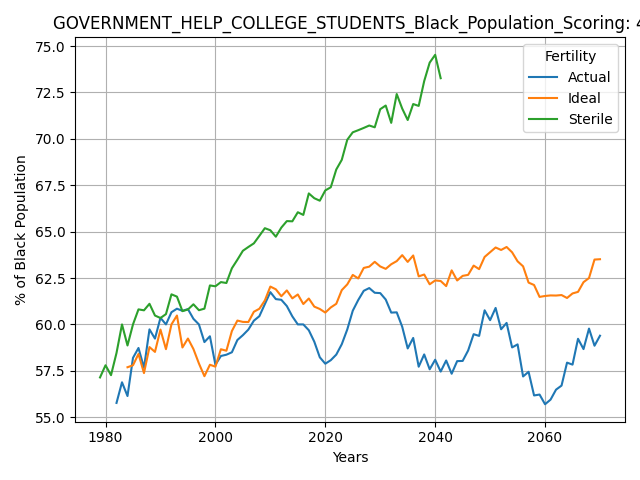 GOVERNMENT_HELP_COLLEGE_STUDENTS_Black_Population_Scoring: 4
Fertility
Actual
Ideal
Sterile
% of Black Population
75.0
72.5
70.0
67.5
65.0
62.5
60.0
57.5
55.0
1980
2000
2020
2040
2060
Years